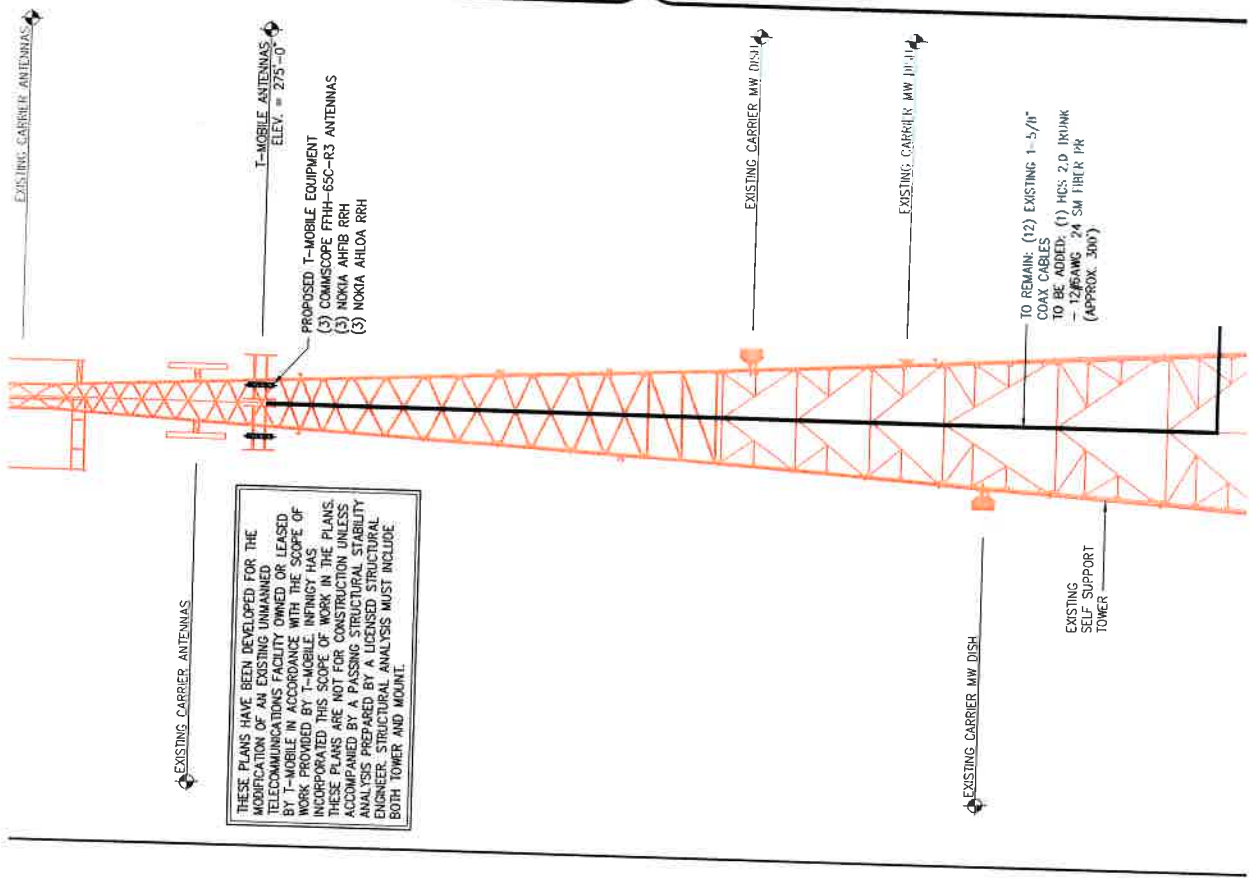 EXISTING CARRIER ANTENNAS
T-MOBILE ANTENNAS
ELEV. = 275'-0"
PROPOSED T-MOBILE EQUIPMENT
(3) COMMSCOPE FFHH-65C-R3 ANTENNAS
(3) NOKIA AHFIB RRH
(3) NOKIA AHLOA RRH
EXISTING CARRIER MW DISH
EXISTING CARRIER MW DISH
TO REMAIN: (12) EXISTING 1-5/8"
COAX CABLES
TO BE ADDED: (1) HCS 2.0 TRUNK
- 12#6AWG 24 SM FIBER PR
(APPROX. 300')
EXISTING CARRIER ANTENNAS
THESE PLANS HAVE BEEN DEVELOPED FOR THE
MODIFICATION OF AN EXISTING UNMANNED
TELECOMMUNICATIONS FACILITY OWNED OR LEASED
BY T-MOBILE IN ACCORDANCE WITH THE SCOPE OF
WORK PROVIDED BY T-MOBILE. INFINIGY HAS
INCORPORATED THIS SCOPE OF WORK IN THE PLANS.
THESE PLANS ARE NOT FOR CONSTRUCTION UNLESS
ACCOMPANIED BY A PASSING STRUCTURAL STABILITY
ANALYSIS PREPARED BY A LICENSED STRUCTURAL
ENGINEER. STRUCTURAL ANALYSIS MUST INCLUDE
BOTH TOWER AND MOUNT.
EXISTING CARRIER MW DISH
EXISTING
SELF SUPPORT
TOWER